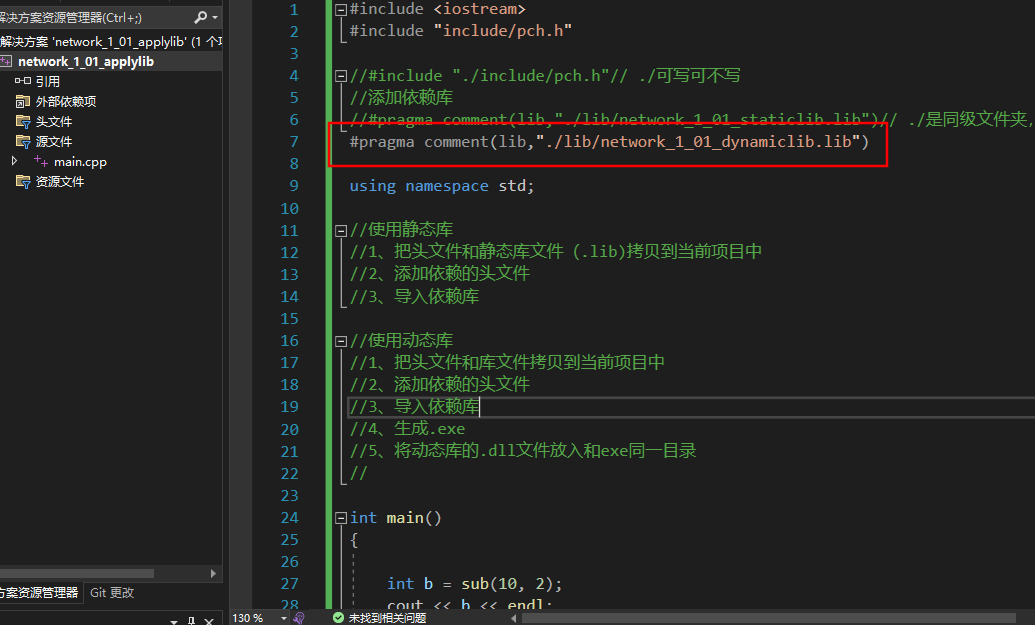 解决方案资源管理器(Ctrl+;)
解决方案 'network_1_01_applylib' (1 个项
network_1_01_applylib
引用
外部依赖项
头文件
源文件
main.cpp
资源文件
方案资源管理器 Git 更改
1 #include <iostream>
2 #include "include/pch.h"
3
4 //#include "./include/pch.h"// ./可写可不写
5 //添加依赖库
6 //#pragma comment(lib,"./lib/network_1_01_staticlib.lib")// ./是同级文件夹,
7 #pragma comment(lib,"./lib/network_1_01_dynamiclib.lib")
8
9 using namespace std;
10
11 //使用静态库
12 //1、把头文件和静态库文件（.lib)拷贝到当前项目中
13 //2、添加依赖的头文件
14 //3、导入依赖库
15
16 //使用动态库
17 //1、把头文件和库文件拷贝到当前项目中
18 //2、添加依赖的头文件
19 //3、导入依赖库
20 //4、生成.exe
21 //5、将动态库的.dll文件放入和exe同一目录
22 //
23
24 int main()
25 {
26
27 int b = sub(10, 2);
28 cout << b << endl;
130 % 未找到相关问题